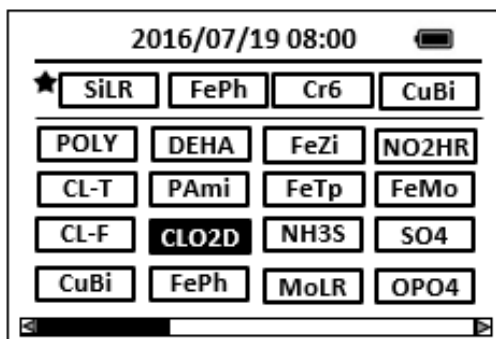 2016/07/19 08:00
SiLR FePh Cr6 CuBi
POLY DEHA FeZi NO2HR
CL-T PAmi FeTp FeMo
CL-F CLO2D NH3S SO4
CuBi FePh MoLR OPO4